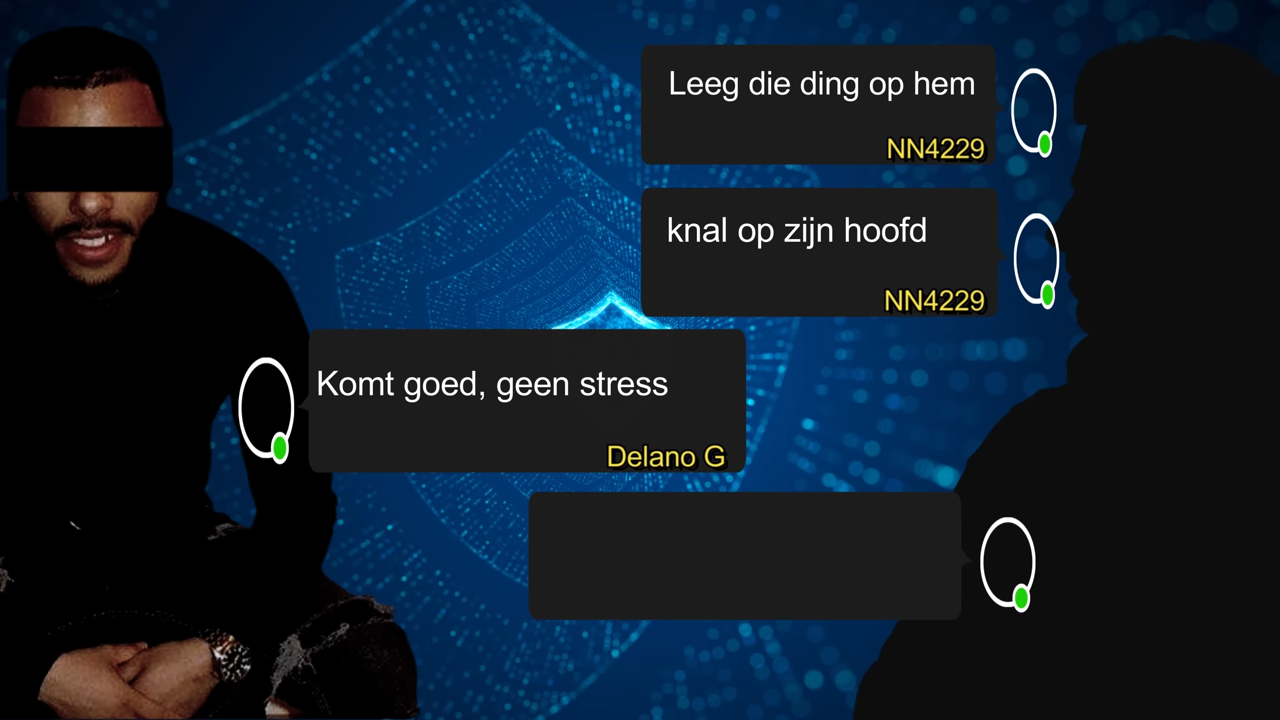 Leeg die ding op hem
NN4229
knal op zijn hoofd
NN4229
Komt goed, geen stress
Delano G